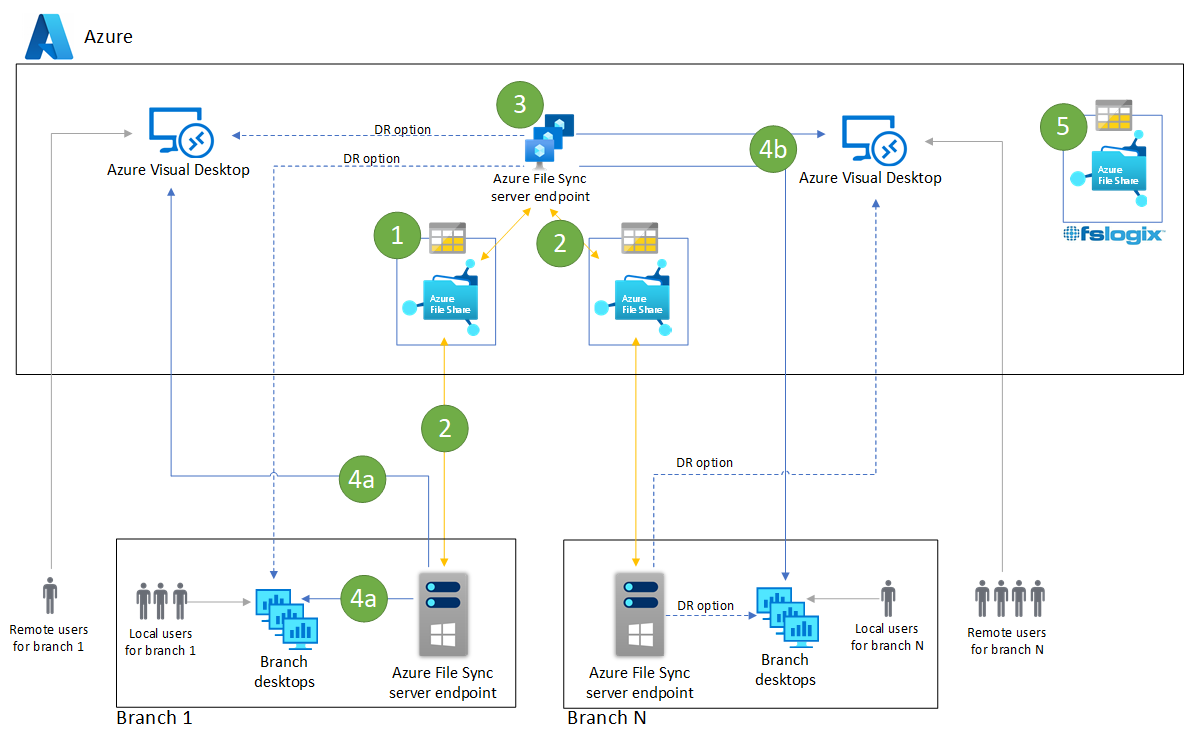 Azure
3
DR option
DR option
4b
5
Azure Visual Desktop
Azure File Sync
server endpoint
Azure Visual Desktop
Azure
File Share
fslogix
1
2
Azure
File Share
Azure
File Share
2
4a
DR option
4a
DR option
Remote users
for branch 1
Local users
for branch 1
Branch
desktops
Azure File Sync
server endpoint
Azure File Sync
server endpoint
Branch
desktops
Local users
for branch N
Remote users
for branch N
Branch 1
Branch N